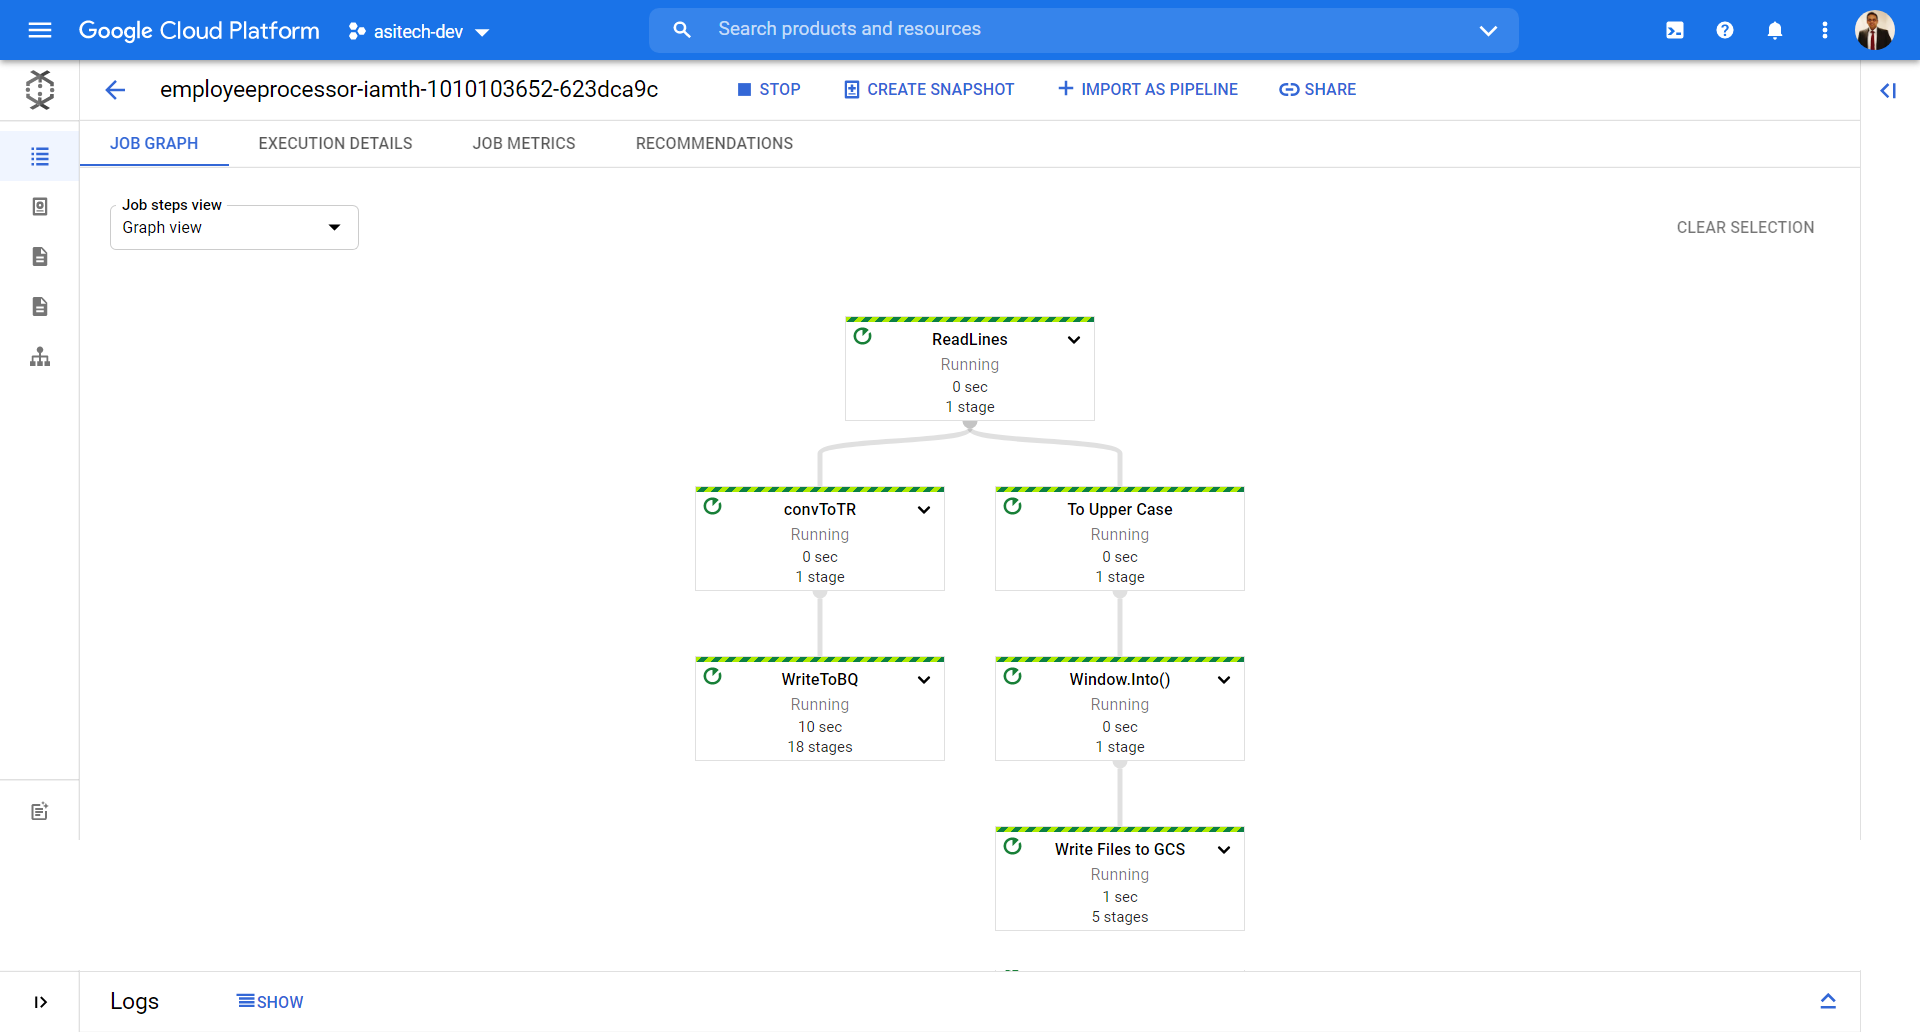 Google Cloud Platform
asitech-dev
Search products and resources
employeeprocessor-iamth-1010103652-623dca9c
STOP
CREATE SNAPSHOT
IMPORT AS PIPELINE
SHARE
JOB GRAPH
EXECUTION DETAILS
JOB METRICS
RECOMMENDATIONS
Job steps view
Graph view
CLEAR SELECTION
ReadLines
Running
0 sec
1 stage
convToTR
Running
0 sec
1 stage
To Upper Case
Running
0 sec
1 stage
WriteToBQ
Running
10 sec
18 stages
Window.Into()
Running
0 sec
1 stage
Write Files to GCS
Running
1 sec
5 stages
Logs
SHOW